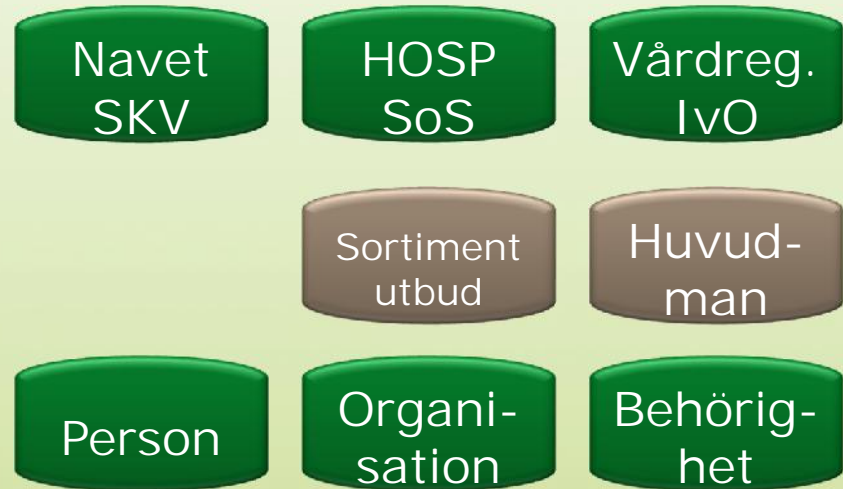 Navet
SKV
HOSP
SoS
Vårdreg.
IvO
Sortiment
utbud
Huvud-
man
Person
Organi-
sation
Behörig-
het